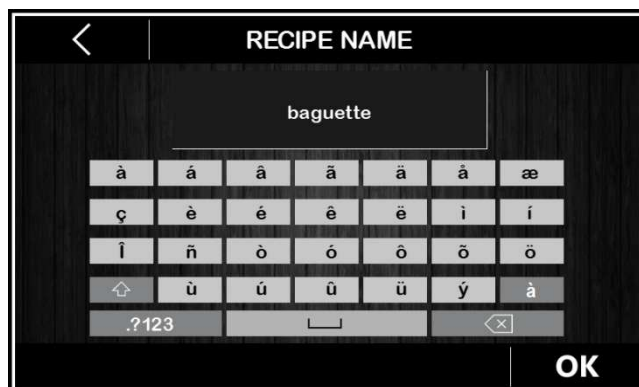 RECIPE NAME
baguette
à á â ã ä å æ
ç è é ê ë ì í
Î ñ ò ó ô õ ö
ù ú û ü ý à
.?123
OK